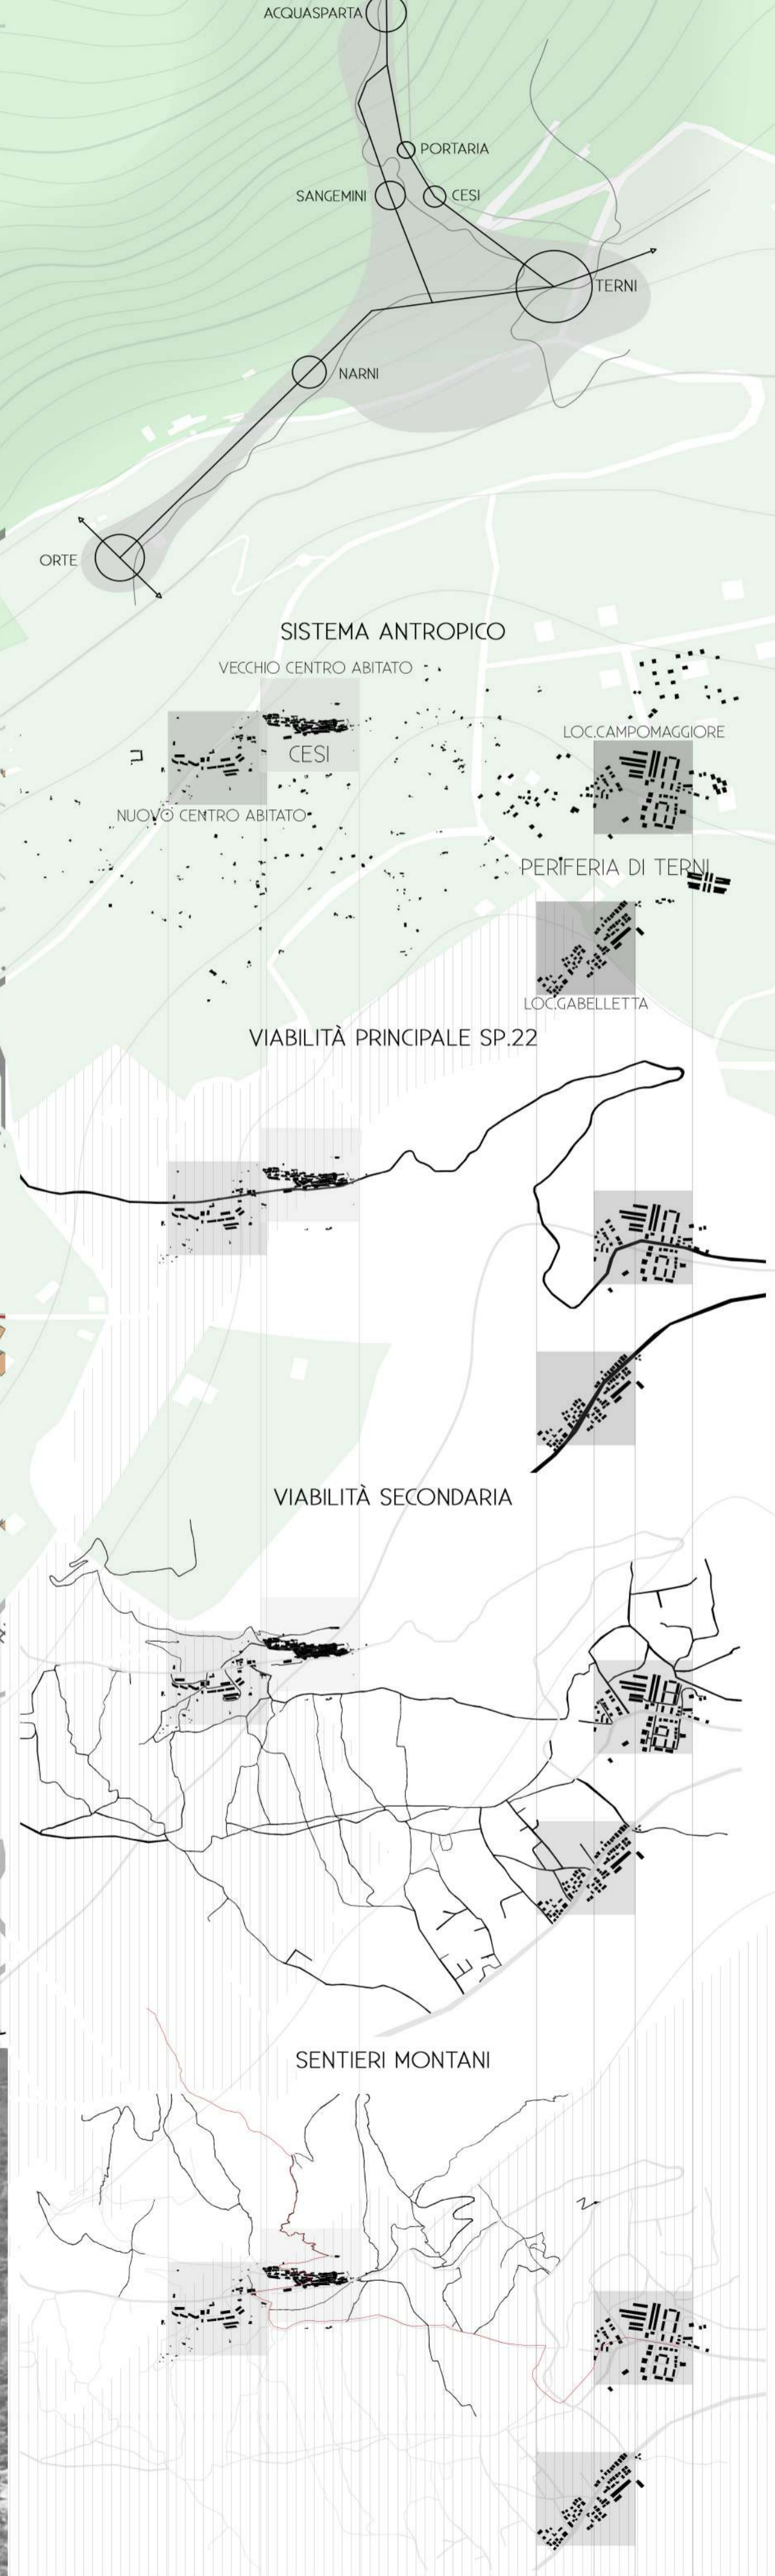 ACQUASPARTA
PORTARIA
SANGEMINI
CESI
TERNI
NARNI
ORTE
SISTEMA ANTROPICO
VECCHIO CENTRO ABITATO
LOC.CAMPOMAGGIORE
CESI
NUOVO CENTRO ABITATO
PERIFERIA DI TERNI
LOC.GABELLETTA
VIABILITÀ PRINCIPALE SP.22
VIABILITÀ SECONDARIA
SENTIERI MONTANI